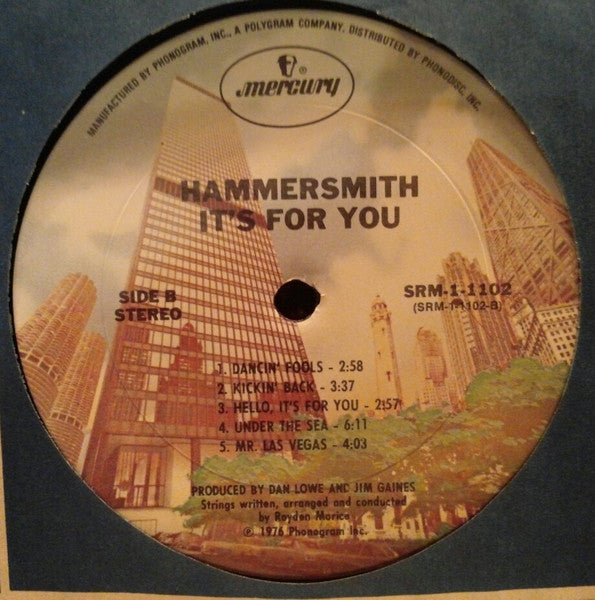 MANUFACTURED BY PHONOGRAM, INC., A POLYGRAM COMPANY, DISTRIBUTED BY PHONODISC, INC.
mercury ®
HAMMERSMITH
IT'S FOR YOU
SIDE B
STEREO
SRM-1-1102
(SRM-1-1102-B)
1. DANCIN' FOOLS - 2:58
2. KICKIN' BACK - 3:37
3. HELLO, IT'S FOR YOU - 2:57
4. UNDER THE SEA - 6:11
5. MR. LAS VEGAS - 4:03
PRODUCED BY DAN LOWE AND JIM GAINES
Strings written, arranged and conducted
by Royden Morice
℗ 1976 Phonogram Inc.